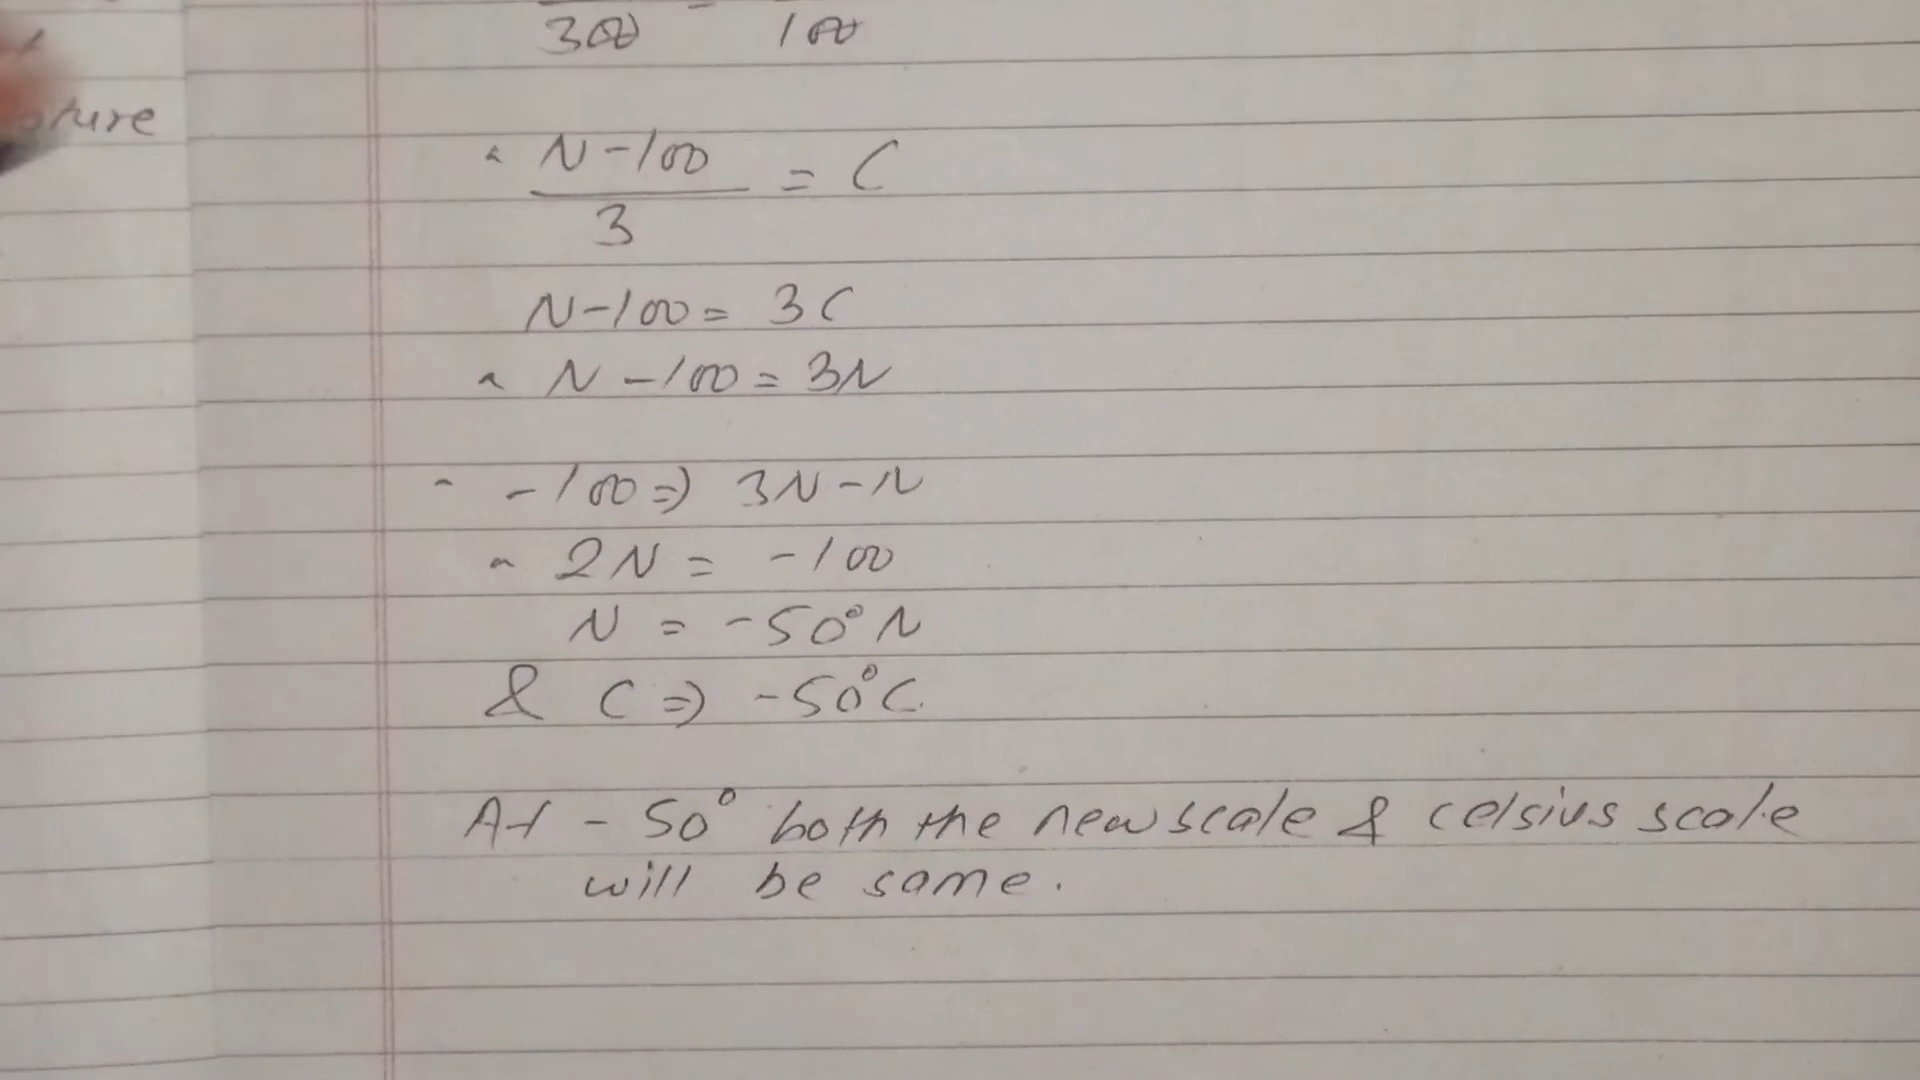 300 100
N-100
= C
3
N-100 = 3C
N-100 = 3N
-100 => 3N-N
2N = -100
N = -50°N
& C => -50°C.
At -50° both the new scale & celsius scale
will be same.